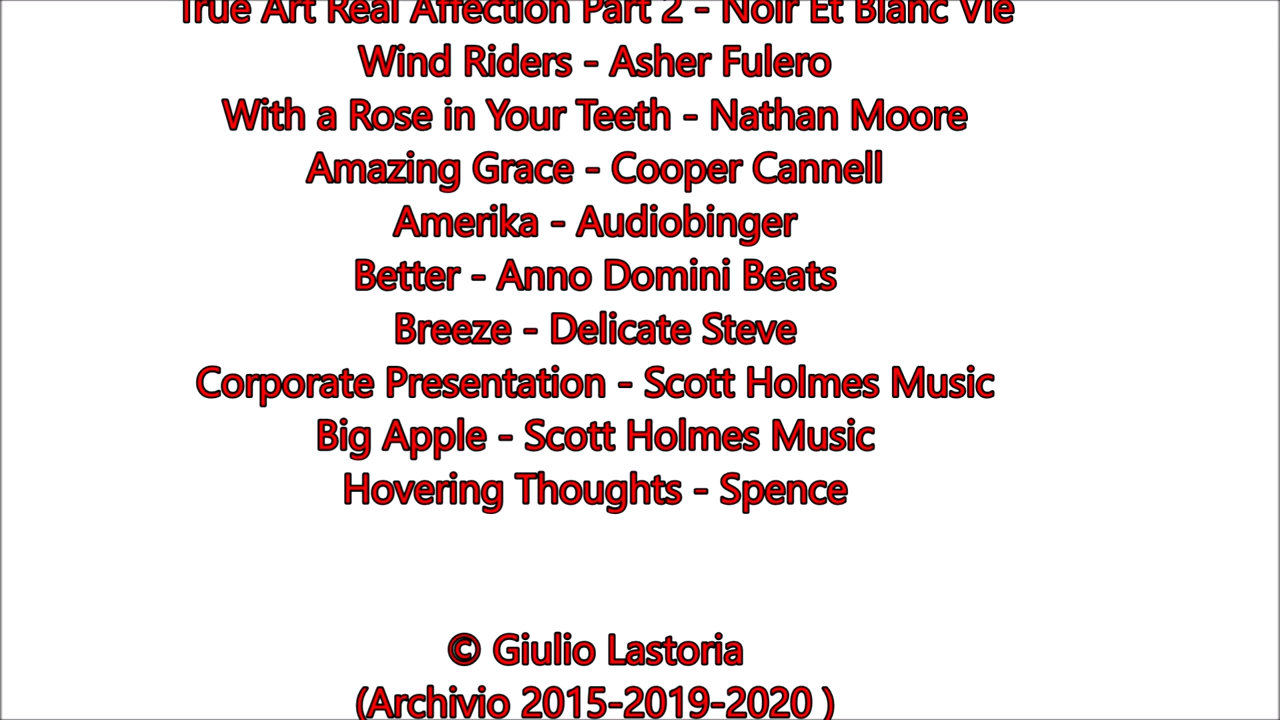 True Art Real Affection Part 2 - Noir Et Blanc Vie
Wind Riders - Asher Fulero
With a Rose in Your Teeth - Nathan Moore
Amazing Grace - Cooper Cannell
Amerika - Audiobinger
Better - Anno Domini Beats
Breeze - Delicate Steve
Corporate Presentation - Scott Holmes Music
Big Apple - Scott Holmes Music
Hovering Thoughts - Spence
© Giulio Lastoria
(Archivio 2015-2019-2020 )